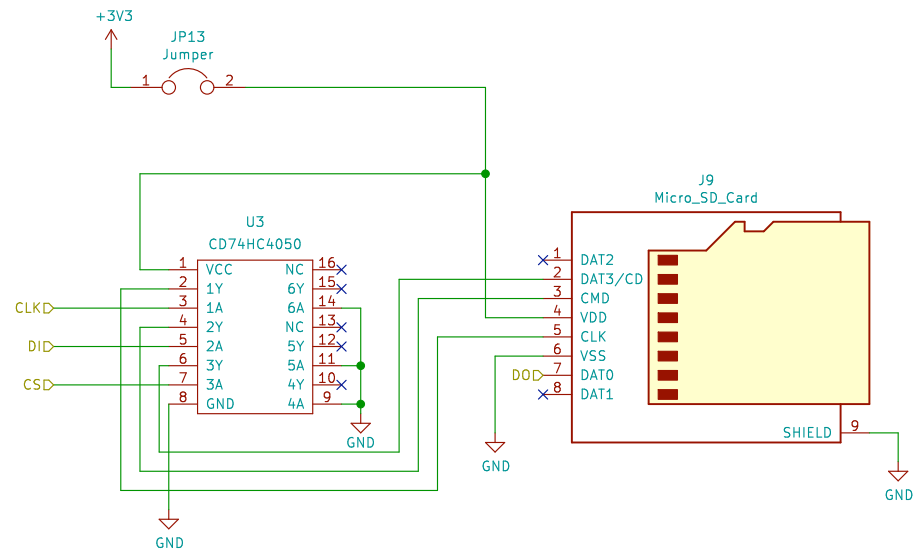 +3V3
JP13
Jumper
1 2
J9
Micro_SD_Card
U3
CD74HC4050
1 VCC NC 16
2 1Y 6Y 15
CLK 3 1A 6A 14
4 2Y NC 13
DI 5 2A 5Y 12
6 3Y 5A 11
CS 7 3A 4Y 10
8 GND 4A 9
GND
GND
1 DAT2
2 DAT3/CD
3 CMD
4 VDD
5 CLK
6 VSS
DO 7 DAT0
8 DAT1
SHIELD 9
GND
GND